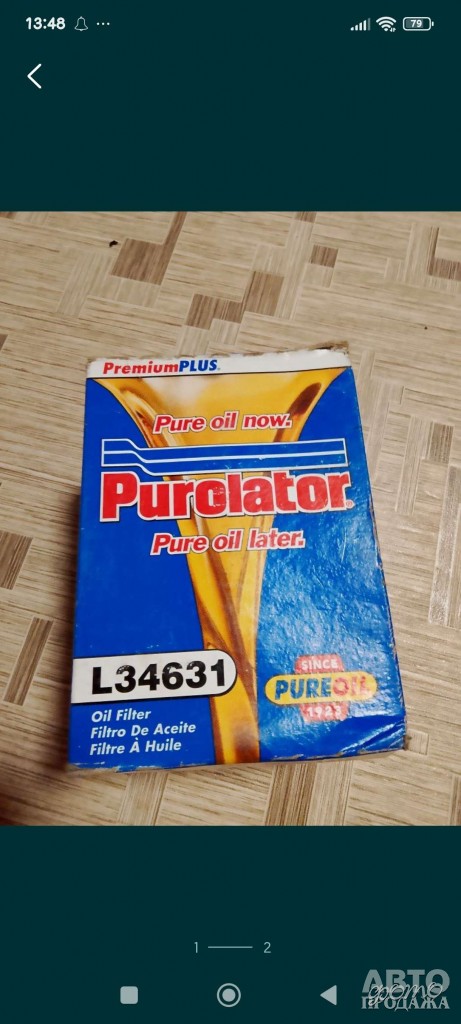 13:48
79
PremiumPLUS.
Pure oil now.
Purolator.
Pure oil later.
L34631
Oil Filter
Filtro De Aceite
Filtre À Huile
SINCE
PUREOIL
1923
1 2
АВТО
ПРОДАЖА